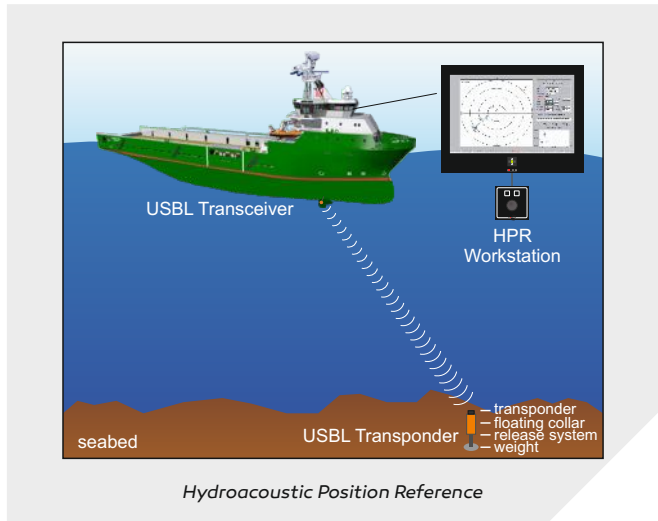 USBL Transceiver
HPR
Workstation
transponder
floating collar
USBL Transponder
release system
weight
seabed
Hydroacoustic Position Reference